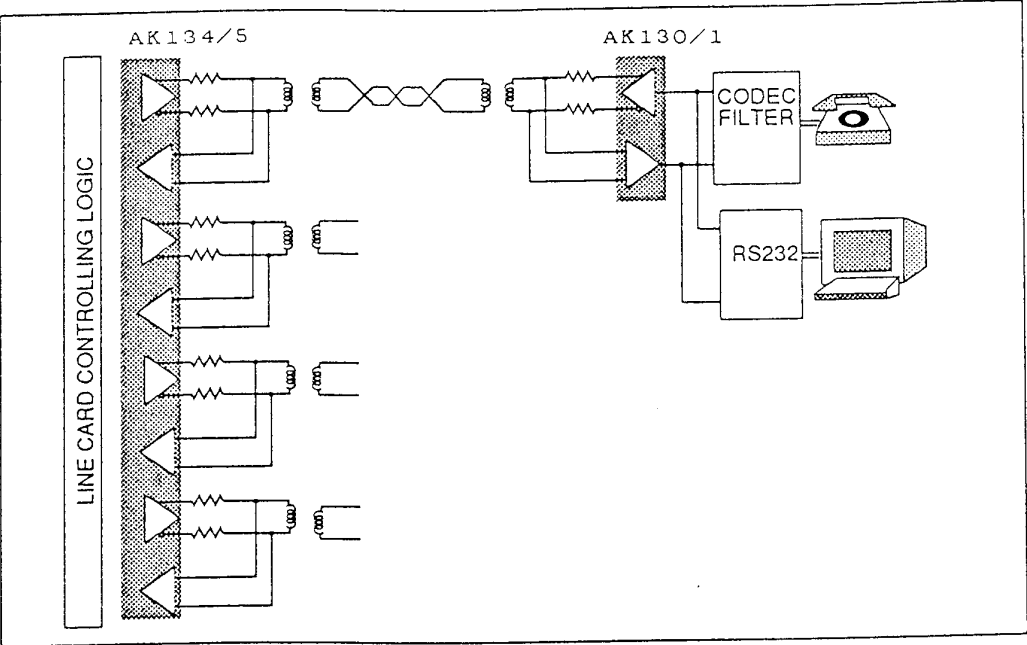 AK134/5
AK130/1
LINE CARD CONTROLLING LOGIC
CODEC
FILTER
RS232